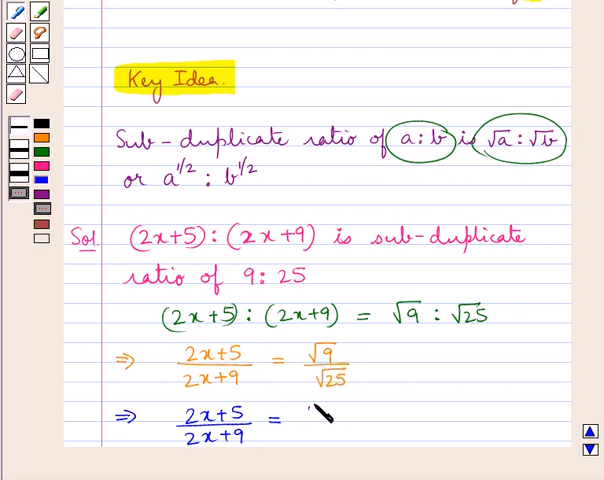 Key Idea.
Sub-duplicate ratio of a : b is √a : √b
or a^1/2 : b^1/2
Sol. (2x+5) : (2x+9) is sub-duplicate
ratio of 9 : 25
(2x+5) : (2x+9) = √9 : √25
⇒ (2x+5)/(2x+9) = √9/√25
⇒ (2x+5)/(2x+9) =